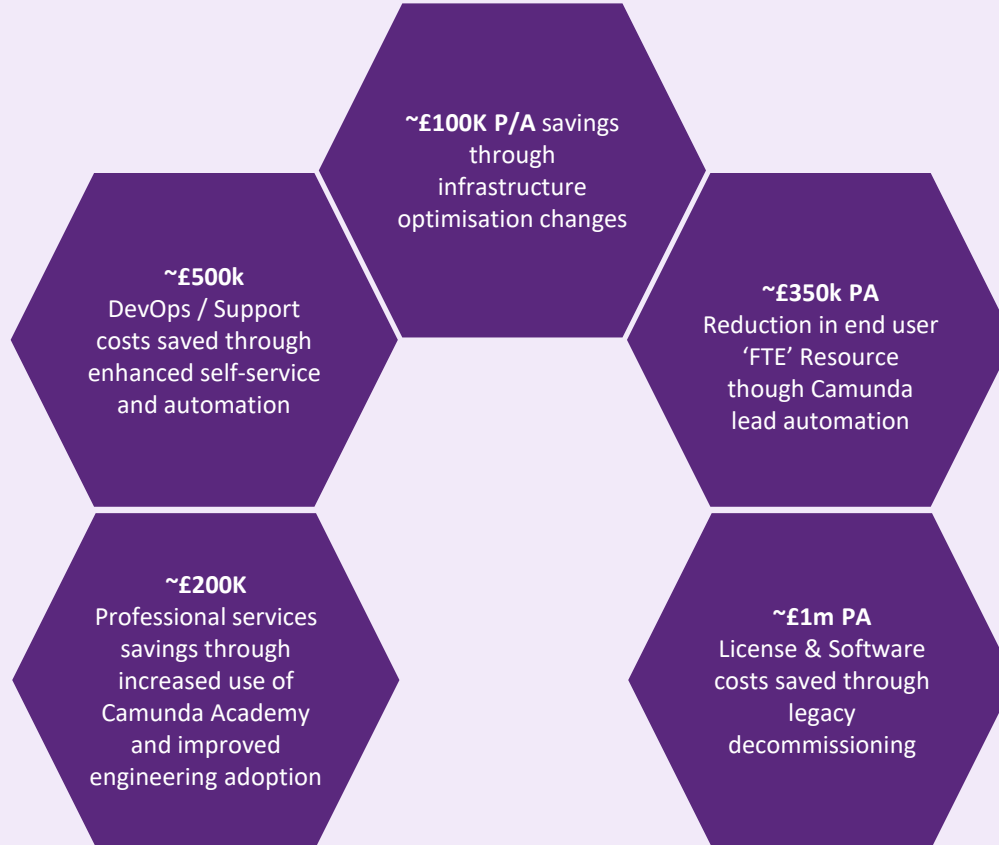 ~£100K P/A savings
through
infrastructure
optimisation changes
~£500k
DevOps / Support
costs saved through
enhanced self-service
and automation
~£350k PA
Reduction in end user
‘FTE’ Resource
though Camunda
lead automation
~£200K
Professional services
savings through
increased use of
Camunda Academy
and improved
engineering adoption
~£1m PA
License & Software
costs saved through
legacy
decommissioning